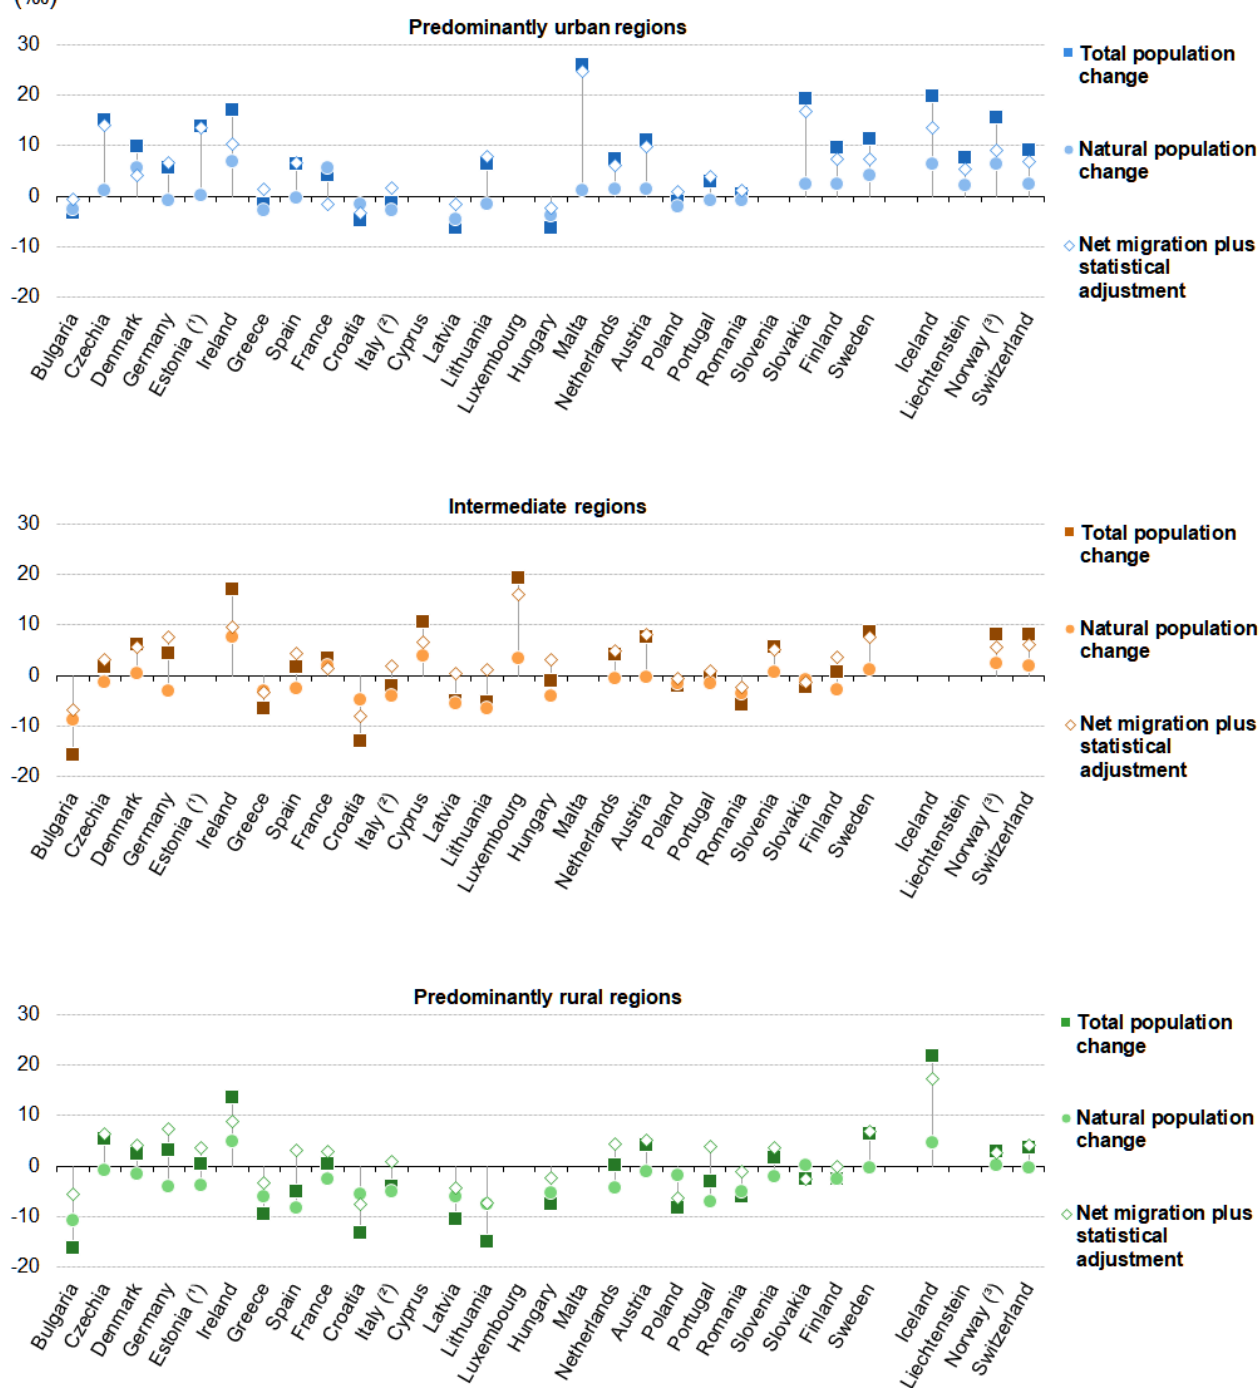 (‰)
Predominantly urban regions
30
20
10
0
-10
-20
Bulgaria
Czechia
Denmark
Germany
Estonia (¹)
Ireland
Greece
Spain
France
Croatia
Italy (²)
Cyprus
Latvia
Lithuania
Luxembourg
Hungary
Malta
Netherlands
Austria
Poland
Portugal
Romania
Slovenia
Slovakia
Finland
Sweden
Iceland
Liechtenstein
Norway (³)
Switzerland
Total population
change
Natural population
change
Net migration plus
statistical
adjustment
Intermediate regions
30
20
10
0
-10
-20
Bulgaria
Czechia
Denmark
Germany
Estonia (¹)
Ireland
Greece
Spain
France
Croatia
Italy (²)
Cyprus
Latvia
Lithuania
Luxembourg
Hungary
Malta
Netherlands
Austria
Poland
Portugal
Romania
Slovenia
Slovakia
Finland
Sweden
Iceland
Liechtenstein
Norway (³)
Switzerland
Total population
change
Natural population
change
Net migration plus
statistical
adjustment
Predominantly rural regions
30
20
10
0
-10
-20
Bulgaria
Czechia
Denmark
Germany
Estonia (¹)
Ireland
Greece
Spain
France
Croatia
Italy (²)
Cyprus
Latvia
Lithuania
Luxembourg
Hungary
Malta
Netherlands
Austria
Poland
Portugal
Romania
Slovenia
Slovakia
Finland
Sweden
Iceland
Liechtenstein
Norway (³)
Switzerland
Total population
change
Natural population
change
Net migration plus
statistical
adjustment